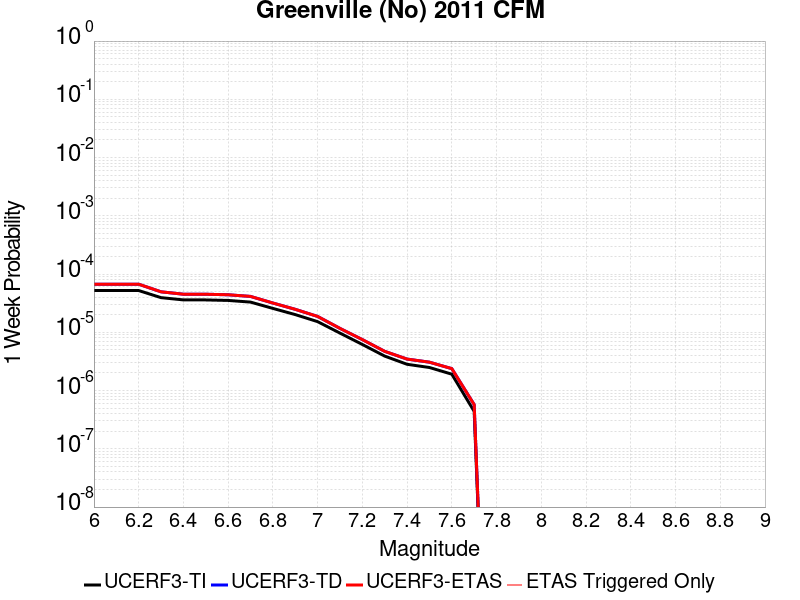 Greenville (No) 2011 CFM
10^0
10^-1
10^-2
10^-3
10^-4
10^-5
10^-6
10^-7
10^-8
1 Week Probability
6 6.2 6.4 6.6 6.8 7 7.2 7.4 7.6 7.8 8 8.2 8.4 8.6 8.8 9
Magnitude
UCERF3-TI UCERF3-TD UCERF3-ETAS ETAS Triggered Only